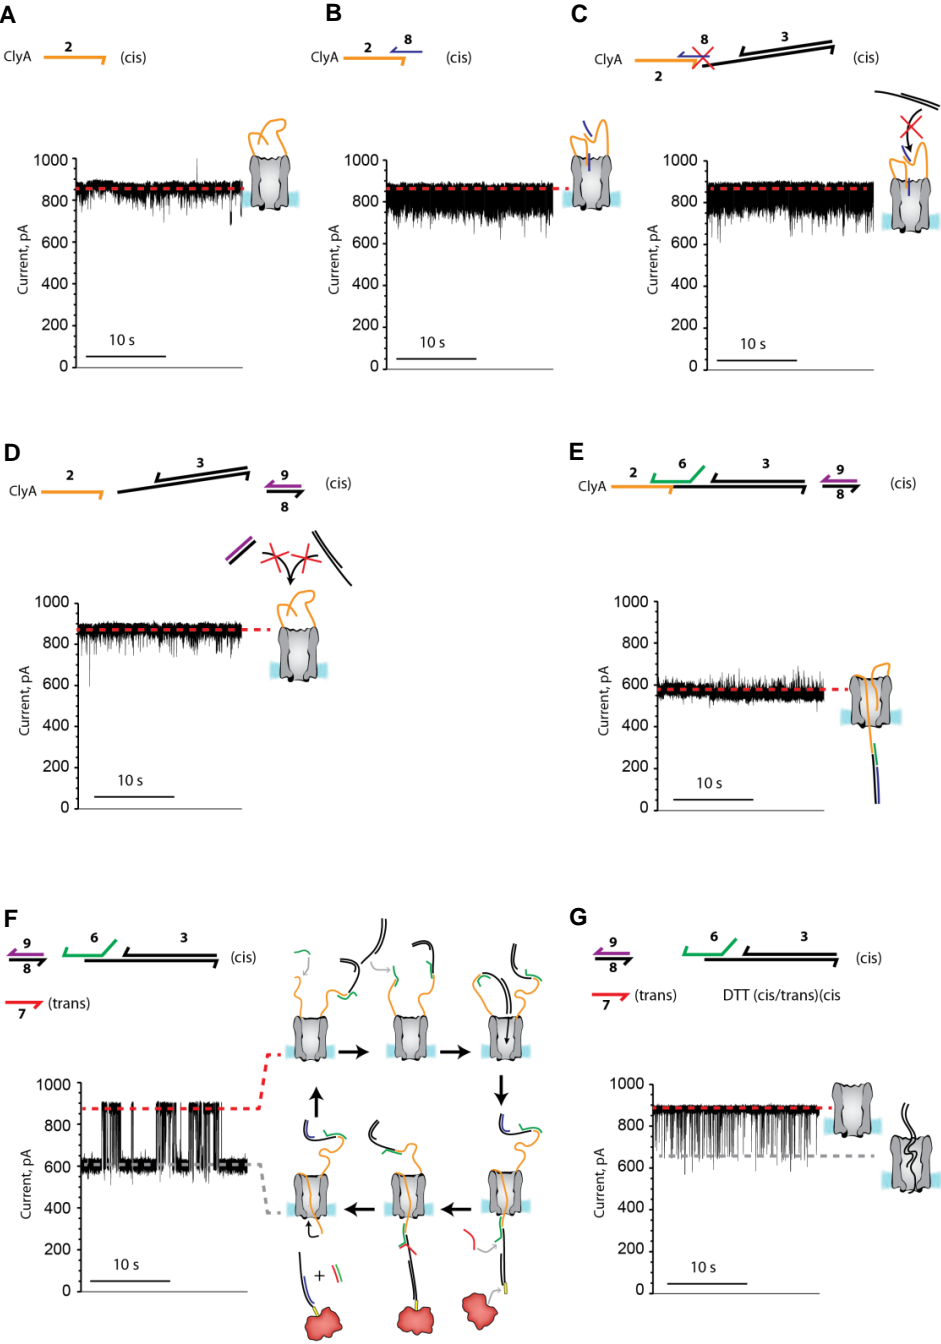 A
2
ClyA
(cis)
1000
800
600
400
200
0
Current, pA
10 s
B
8
2
ClyA
(cis)
1000
800
600
400
200
0
Current, pA
10 s
C
8
3
ClyA
(cis)
2
1000
800
600
400
200
0
Current, pA
10 s
D
2
3
9
ClyA
(cis)
8
1000
800
600
400
200
0
Current, pA
10 s
E
2
6
3
9
ClyA
(cis)
8
1000
800
600
400
200
0
Current, pA
10 s
F
9
6
3
8
(cis)
7
(trans)
1000
800
600
400
200
0
Current, pA
10 s
+
G
9
6
3
8
(cis)
7
(trans)
DTT (cis/trans)(cis
1000
800
600
400
200
0
Current, pA
10 s